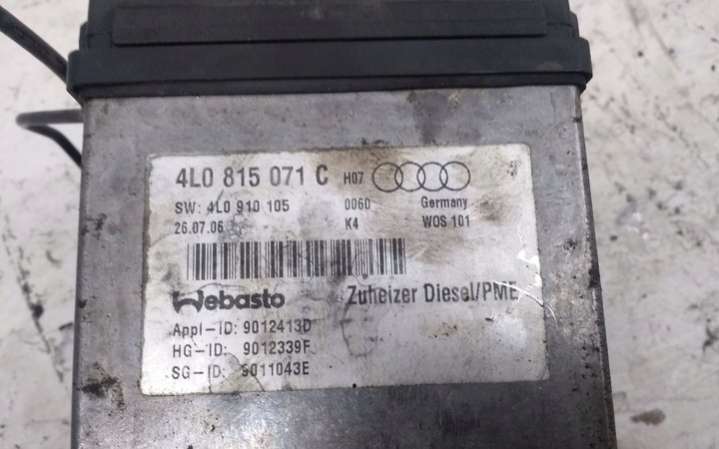 4L0 815 071 C H07
SW: 4L0 910 105 0060 Germany
26.07.06 K4 WOS 101
Webasto Zuheizer Diesel/PME
Appl-ID: 9012413D
HG-ID: 9012339F
SG-ID: 9011043E